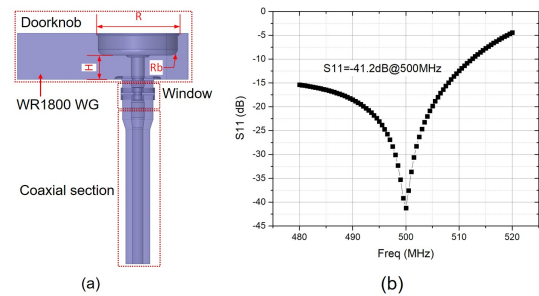 Doorknob
R
H
Rb
Window
WR1800 WG
Coaxial section
(a)
0
-5
-10
-15
-20
-25
-30
-35
-40
-45
S11 (dB)
S11=-41.2dB@500MHz
480 490 500 510 520
Freq (MHz)
(b)